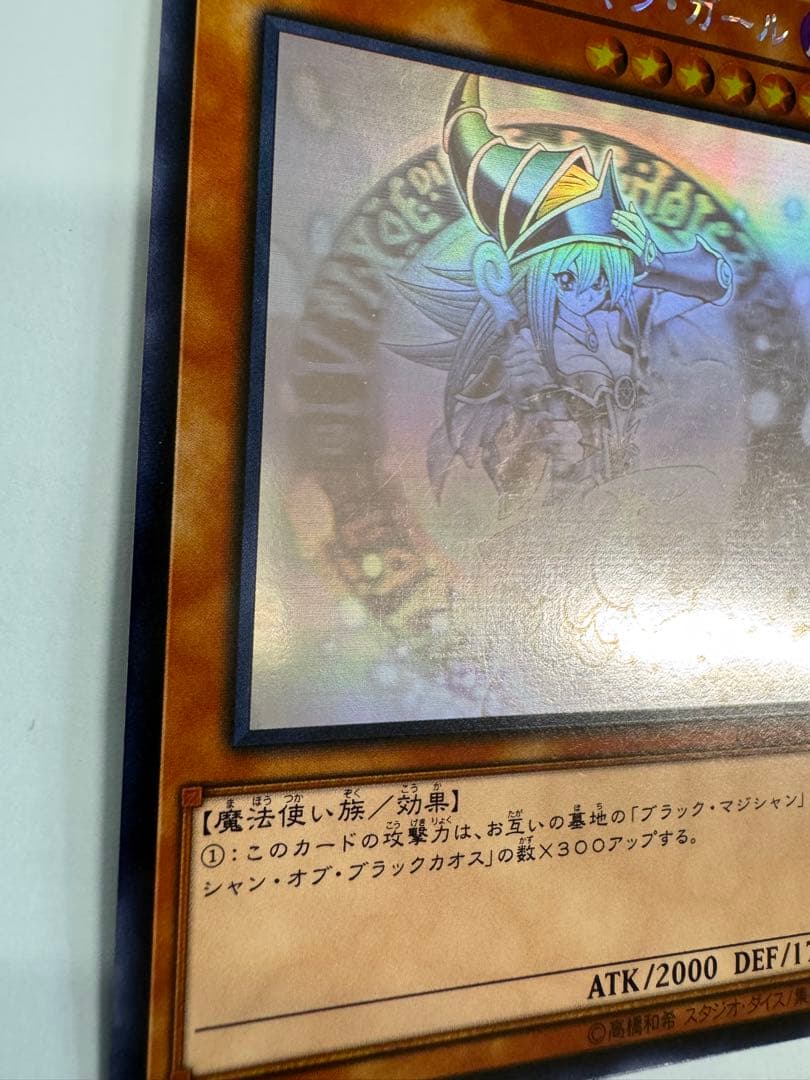 ・ガール
【魔法使い族／効果】
①：このカードの攻撃力は、お互いの墓地の「ブラック・マジシャン」
シャン・オブ・ブラックカオス」の数×３００アップする。
ATK/2000 DEF/17
©高橋和希 スタジオ・ダイス/集